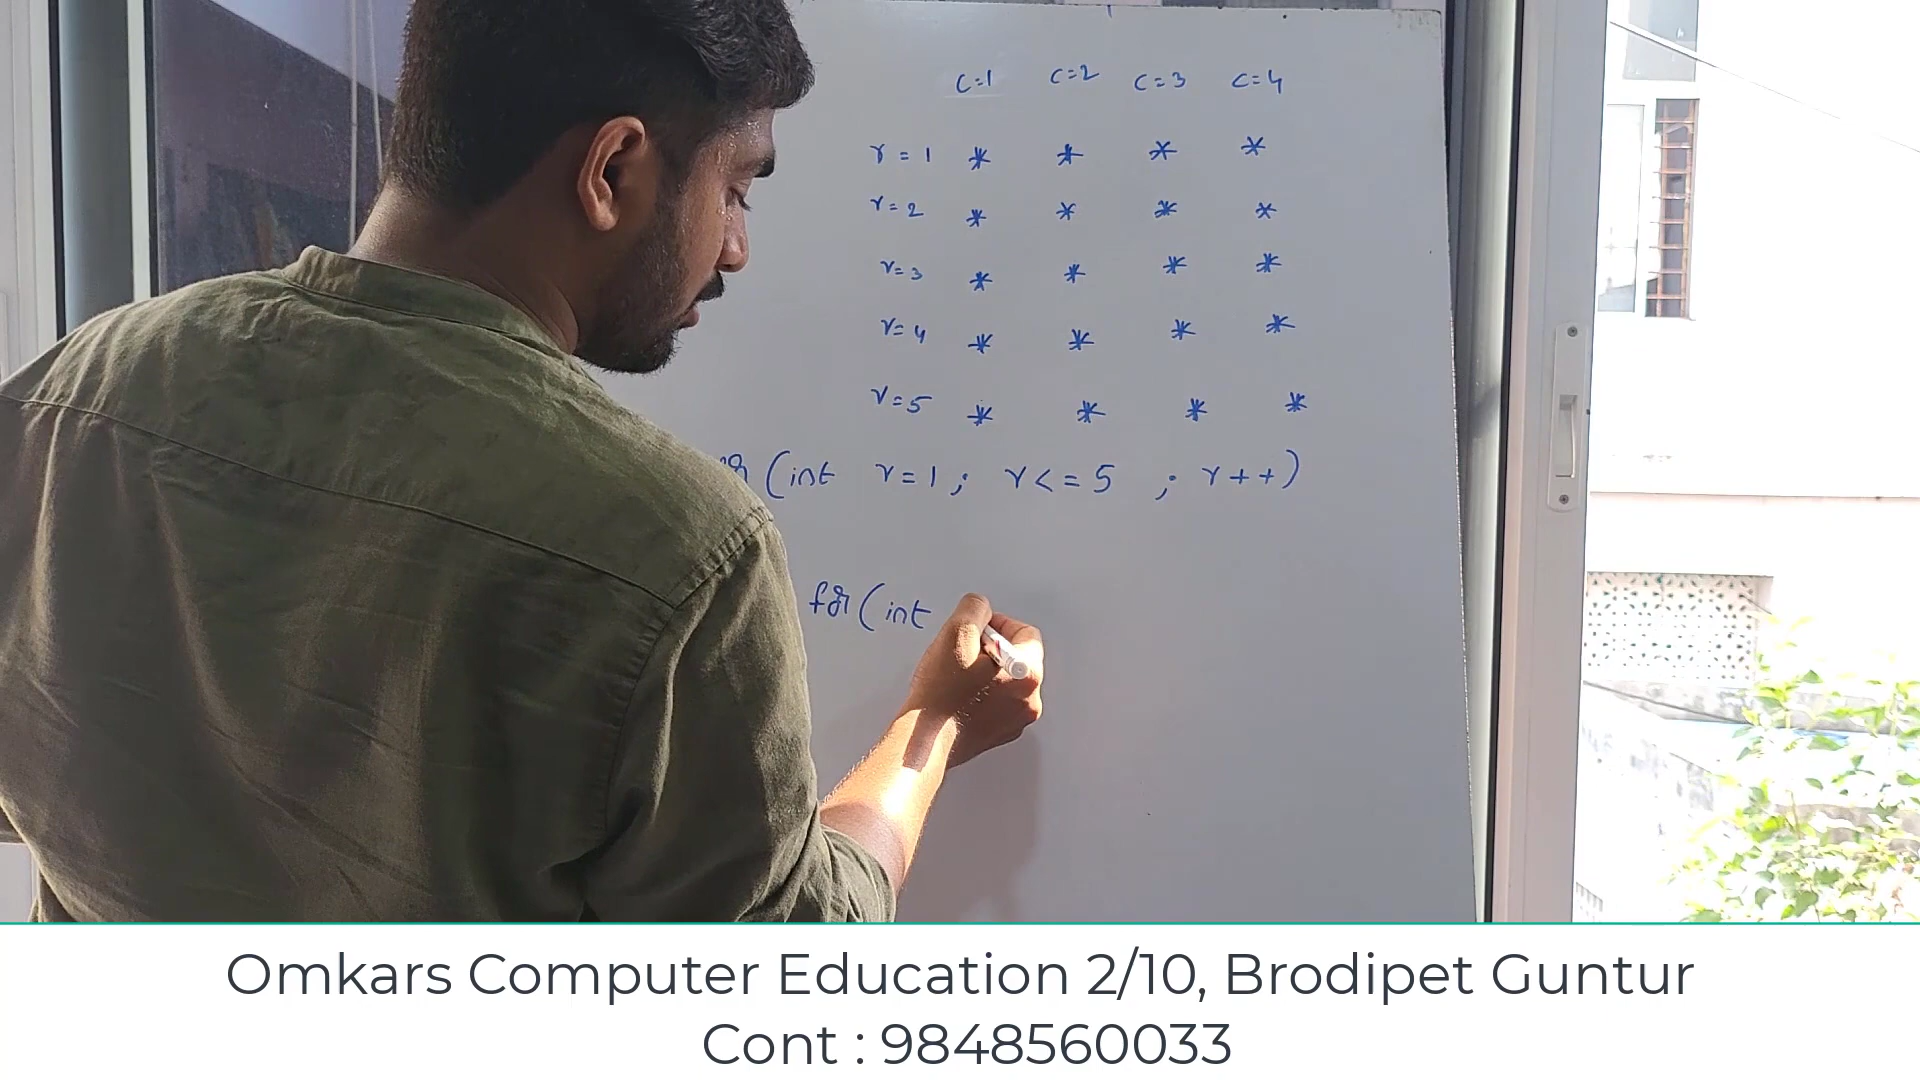 c=1 c=2 c=3 c=4
r = 1 * * * *
r=2 * * * *
r=3 * * * *
r=4 * * * *
r=5 * * * *
(int r=1; r<=5 ; r++)
for (int
Omkars Computer Education 2/10, Brodipet Guntur
Cont : 9848560033